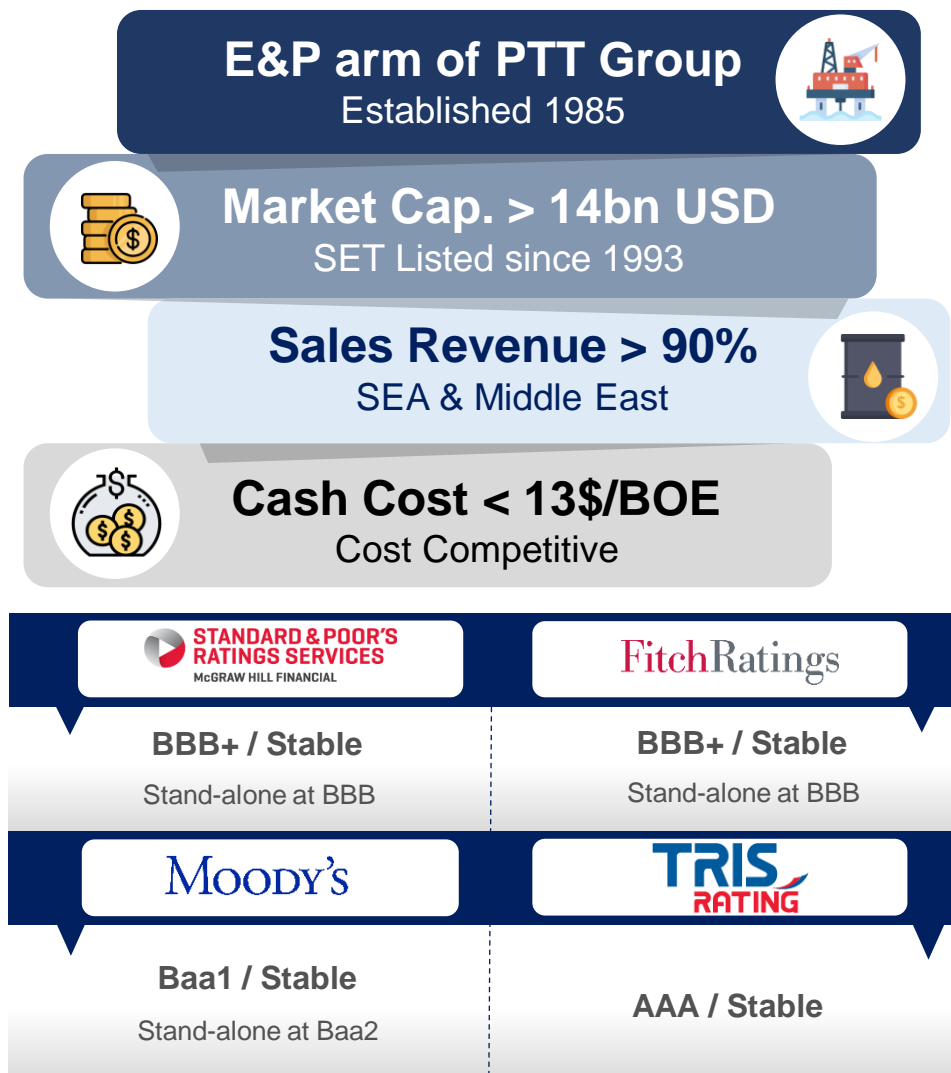 E&P arm of PTT Group
Established 1985
Market Cap. > 14bn USD
SET Listed since 1993
Sales Revenue > 90%
SEA & Middle East
Cash Cost < 13$/BOE
Cost Competitive
STANDARD & POOR'S
RATINGS SERVICES
McGRAW HILL FINANCIAL
FitchRatings
BBB+ / Stable
Stand-alone at BBB
BBB+ / Stable
Stand-alone at BBB
MOODY'S
TRIS
RATING
Baa1 / Stable
Stand-alone at Baa2
AAA / Stable